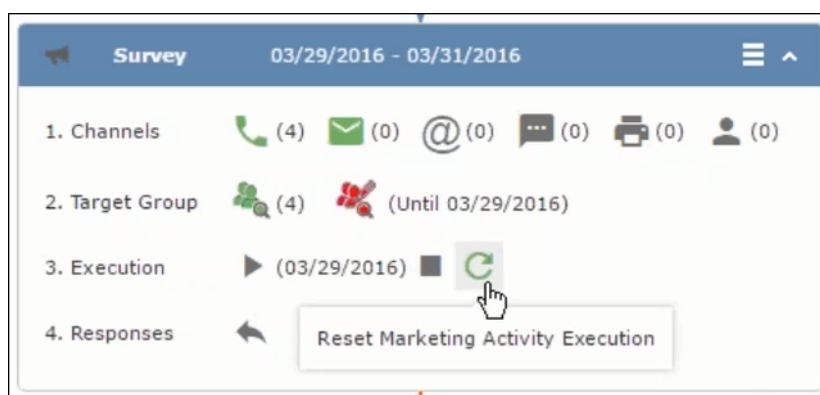 Survey 03/29/2016 - 03/31/2016
1. Channels (4) (0) @ (0) (0) (0) (0)
2. Target Group (4) (Until 03/29/2016)
3. Execution (03/29/2016)
4. Responses
Reset Marketing Activity Execution